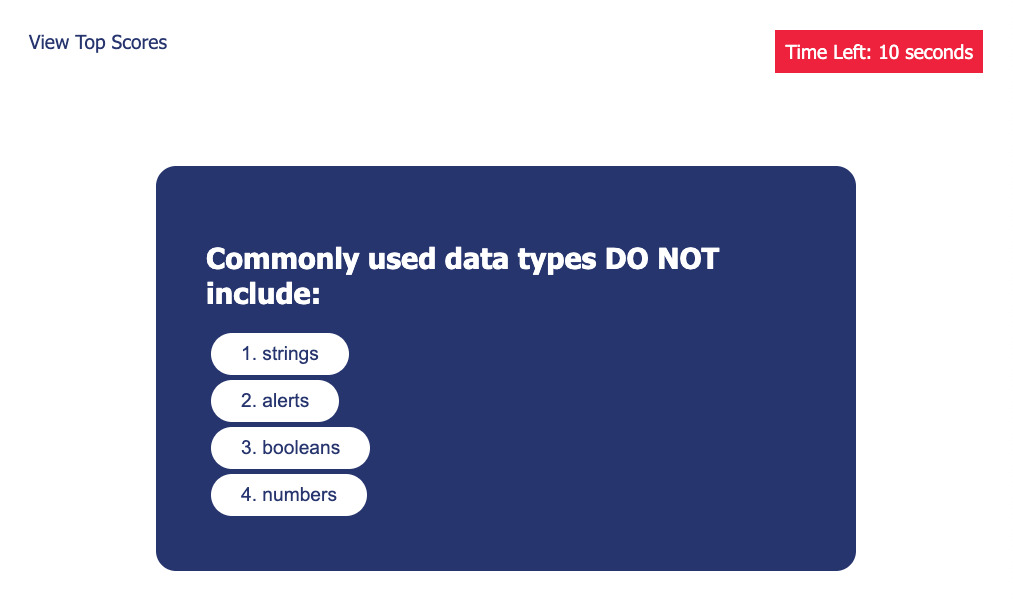 View Top Scores
Time Left: 10 seconds
Commonly used data types DO NOT
include:
1. strings
2. alerts
3. booleans
4. numbers